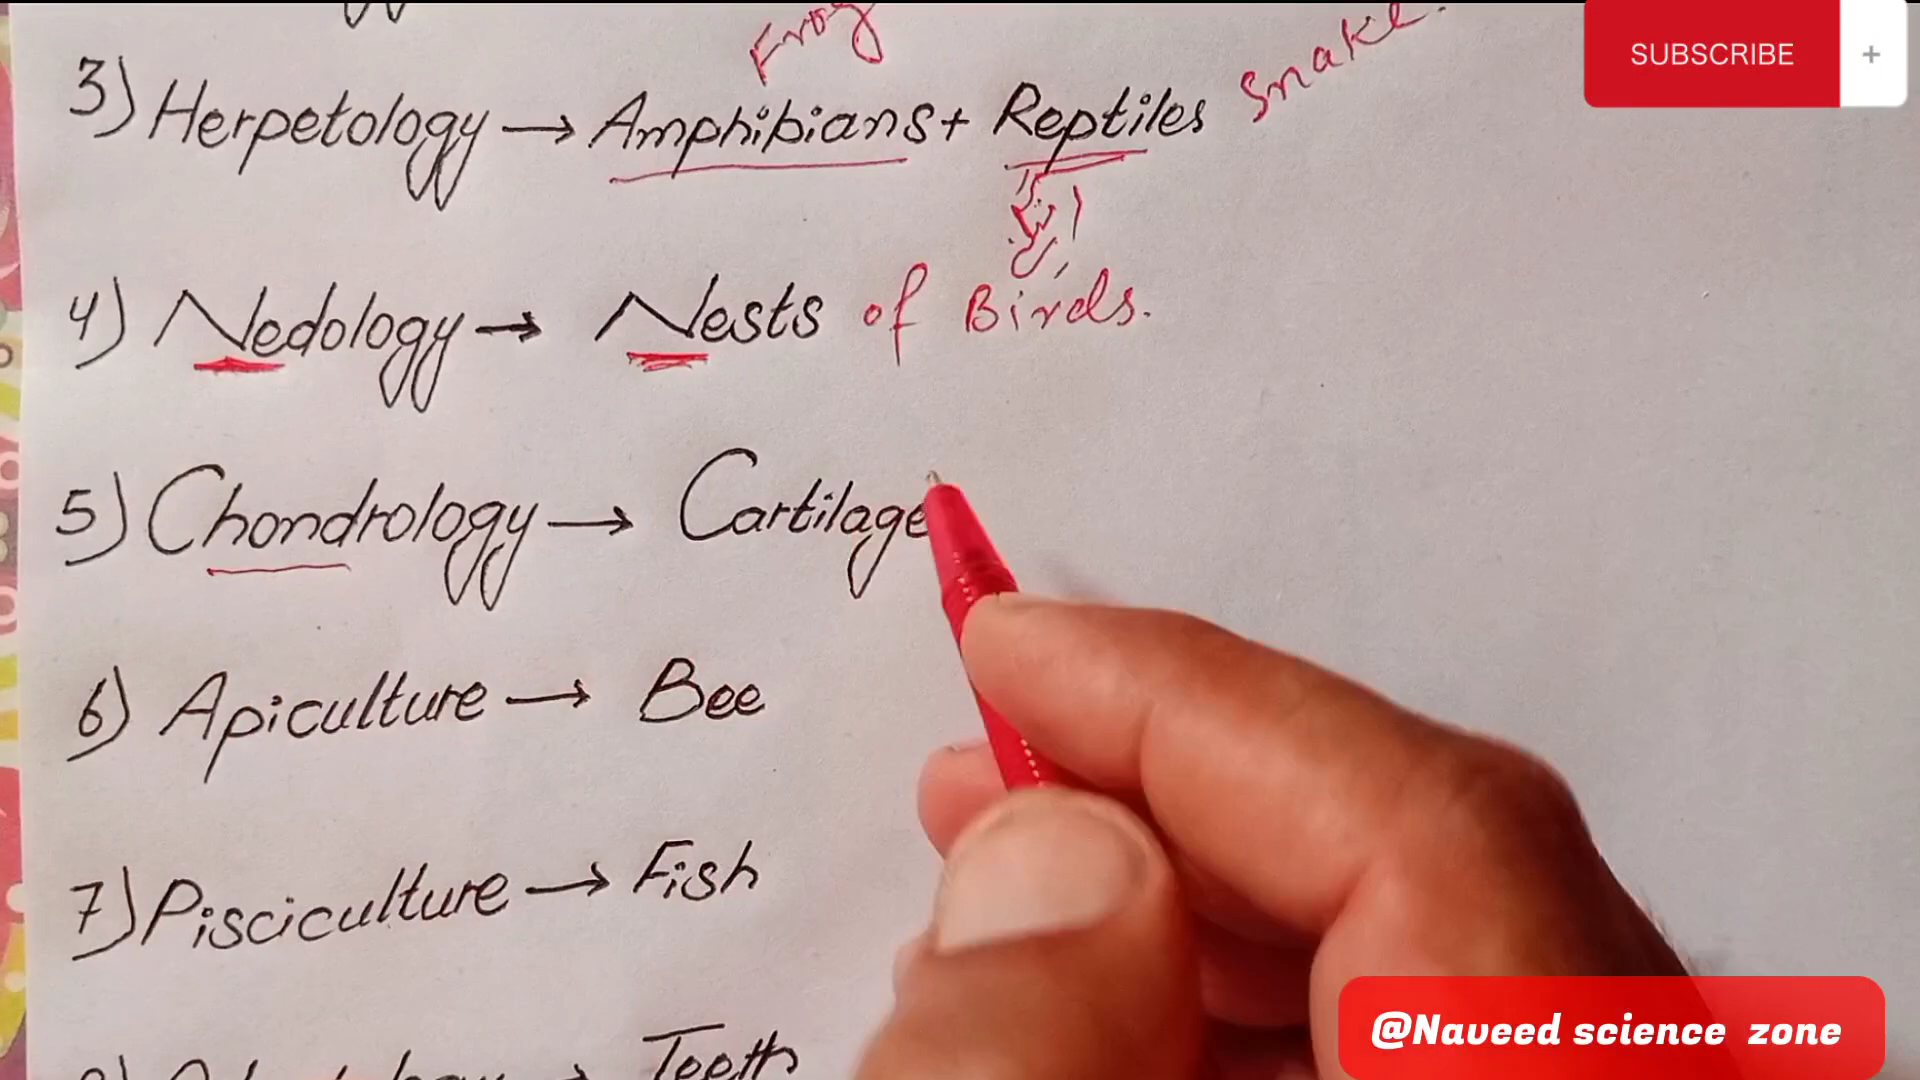 Frog
Snake.
SUBSCRIBE +
3) Herpetology → Amphibians + Reptiles
4) Nedology → Nests of Birds.
5) Chondrology → Cartilage
6) Apiculture → Bee
7) Pisciculture → Fish
→ Teeth
@Naveed science zone